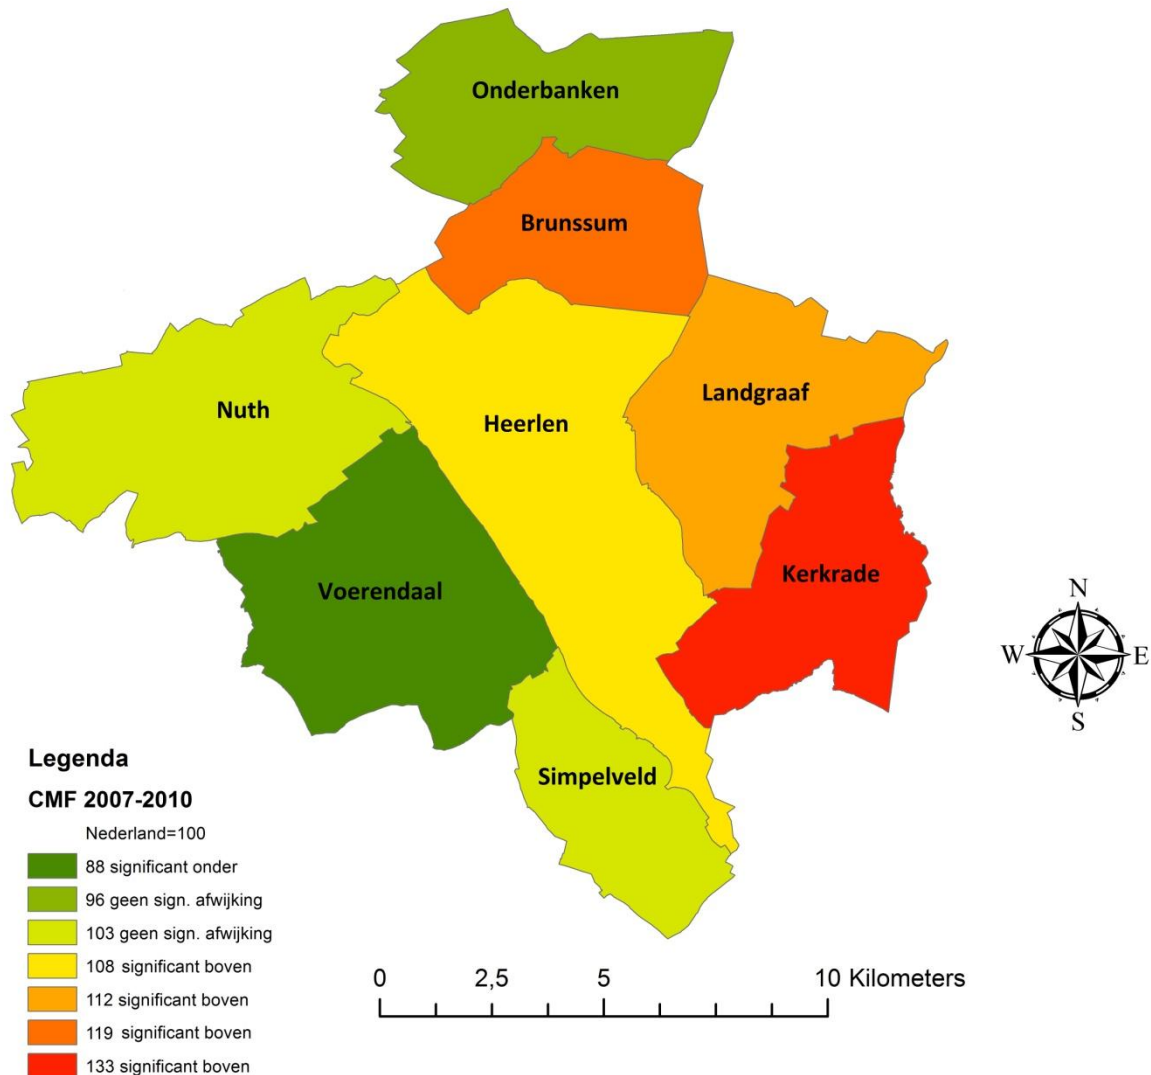 Onderbanken
Brunssum
Landgraaf
Nuth
Heerlen
Kerkrade
Voerendaal
Simpelveld
N
W E
S
Legenda
CMF 2007-2010
Nederland=100
88 significant onder
96 geen sign. afwijking
103 geen sign. afwijking
108 significant boven
112 significant boven
119 significant boven
133 significant boven
0 2,5 5 10 Kilometers